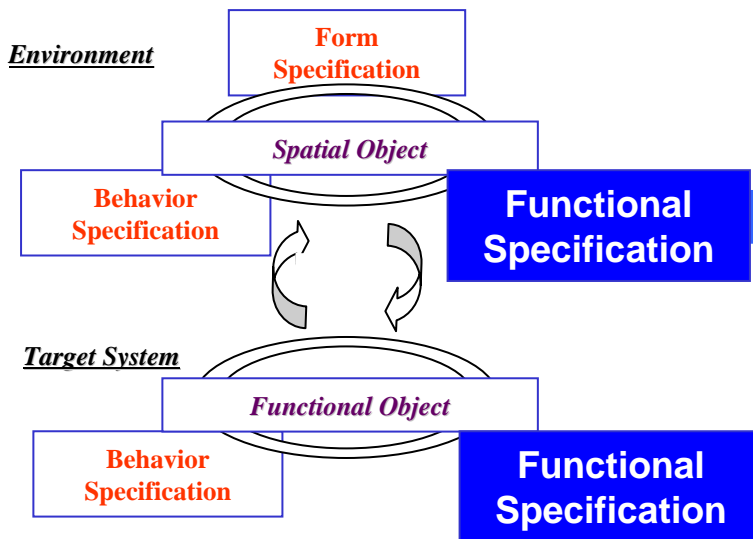 Form
Specification
Environment
Spatial Object
Behavior
Specification
Functional
Specification
Target System
Functional Object
Behavior
Specification
Functional
Specification